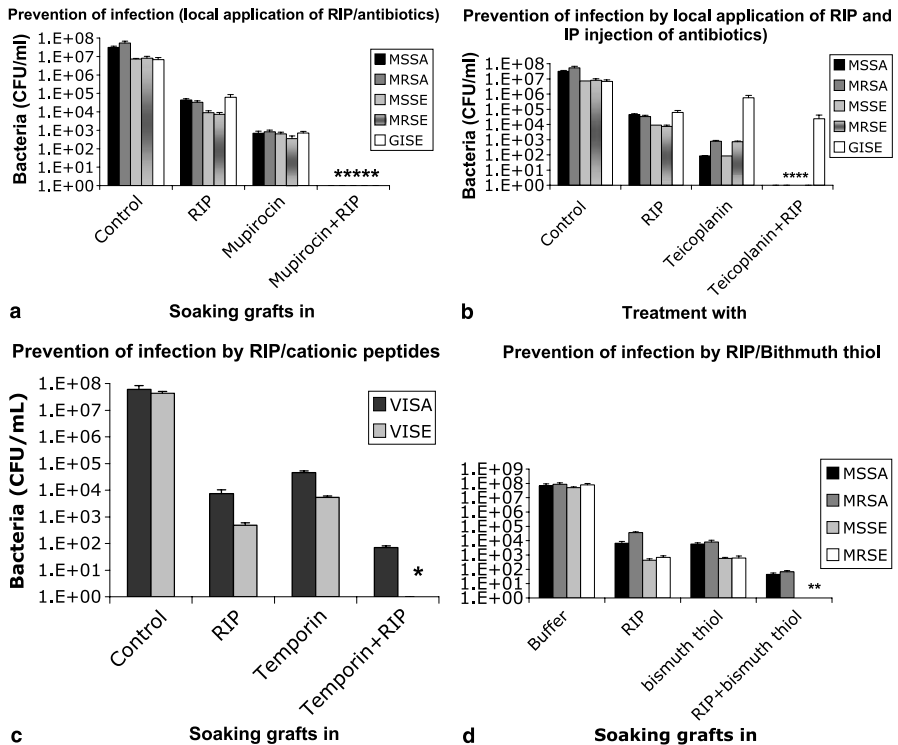 Prevention of infection (local application of RIP/antibiotics)
Bacteria (CFU/ml)
1.E+08
1.E+07
1.E+06
1.E+05
1.E+04
1.E+03
1.E+02
1.E+01
1.E+00
MSSA
MRSA
MSSE
MRSE
GISE
*****
Control
RIP
Mupirocin
Mupirocin+RIP
a
Soaking grafts in
Prevention of infection by local application of RIP and
IP injection of antibiotics)
Bacteria (CFU/ml)
1.E+08
1.E+07
1.E+06
1.E+05
1.E+04
1.E+03
1.E+02
1.E+01
1.E+00
MSSA
MRSA
MSSE
MRSE
GISE
****
Control
RIP
Teicoplanin
Teicoplanin+RIP
b
Treatment with
Prevention of infection by RIP/cationic peptides
Bacteria (CFU/mL)
1.E+08
1.E+07
1.E+06
1.E+05
1.E+04
1.E+03
1.E+02
1.E+01
1.E+00
VISA
VISE
*
Control
RIP
Temporin
Temporin+RIP
c
Soaking grafts in
Prevention of infection by RIP/Bithmuth thiol
Bacteria (CFU/mL)
1.E+09
1.E+08
1.E+07
1.E+06
1.E+05
1.E+04
1.E+03
1.E+02
1.E+01
1.E+00
MSSA
MRSA
MSSE
MRSE
**
Buffer
RIP
bismuth thiol
RIP+bismuth thiol
d
Soaking grafts in